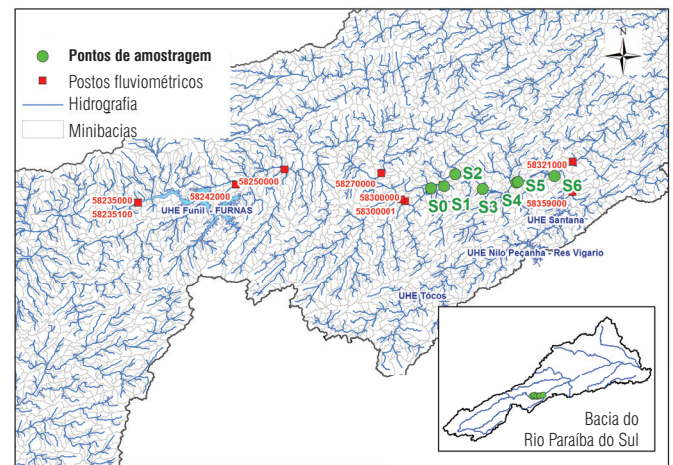 Pontos de amostragem
Postos fluviométricos
Hidrografia
Minibacias
N
58250000
58242000
58235000
58235100
UHE Funil - FURNAS
58270000
58300000
58300001
S0
S1
S2
S3
S4
S5
S6
58321000
58359000
UHE Santana
UHE Nilo Peçanha - Res Vigario
UHE Tócos
Bacia do
Rio Paraíba do Sul